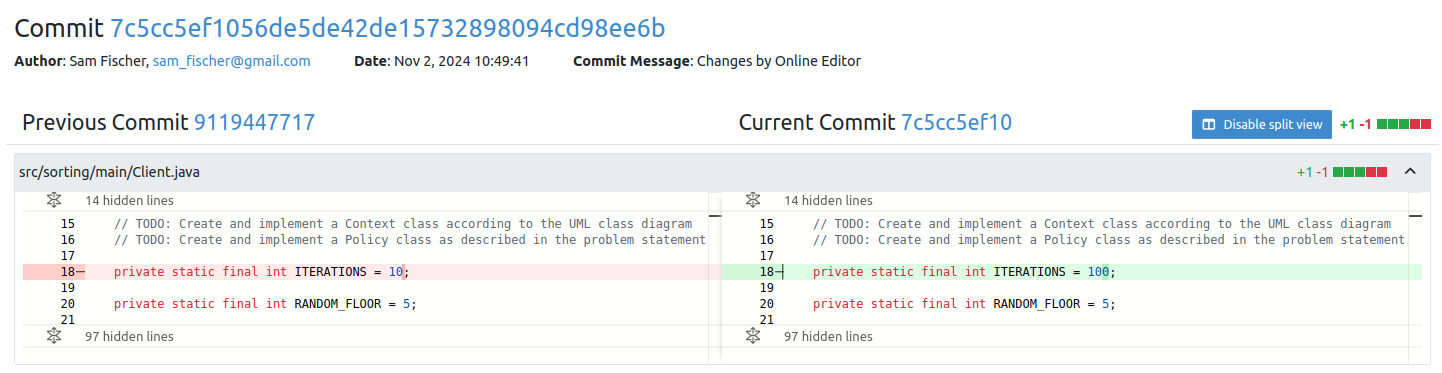 Commit 7c5cc5ef1056de5de42de15732898094cd98ee6b
Author: Sam Fischer, sam_fischer@gmail.com Date: Nov 2, 2024 10:49:41 Commit Message: Changes by Online Editor
Previous Commit 9119447717
Current Commit 7c5cc5ef10 Disable split view +1 -1
src/sorting/main/Client.java +1 -1
14 hidden lines
15 // TODO: Create and implement a Context class according to the UML class diagram
16 // TODO: Create and implement a Policy class as described in the problem statement
17
18 — private static final int ITERATIONS = 10;
19
20 private static final int RANDOM_FLOOR = 5;
21
97 hidden lines
14 hidden lines
15 // TODO: Create and implement a Context class according to the UML class diagram
16 // TODO: Create and implement a Policy class as described in the problem statement
17
18 + private static final int ITERATIONS = 100;
19
20 private static final int RANDOM_FLOOR = 5;
21
97 hidden lines